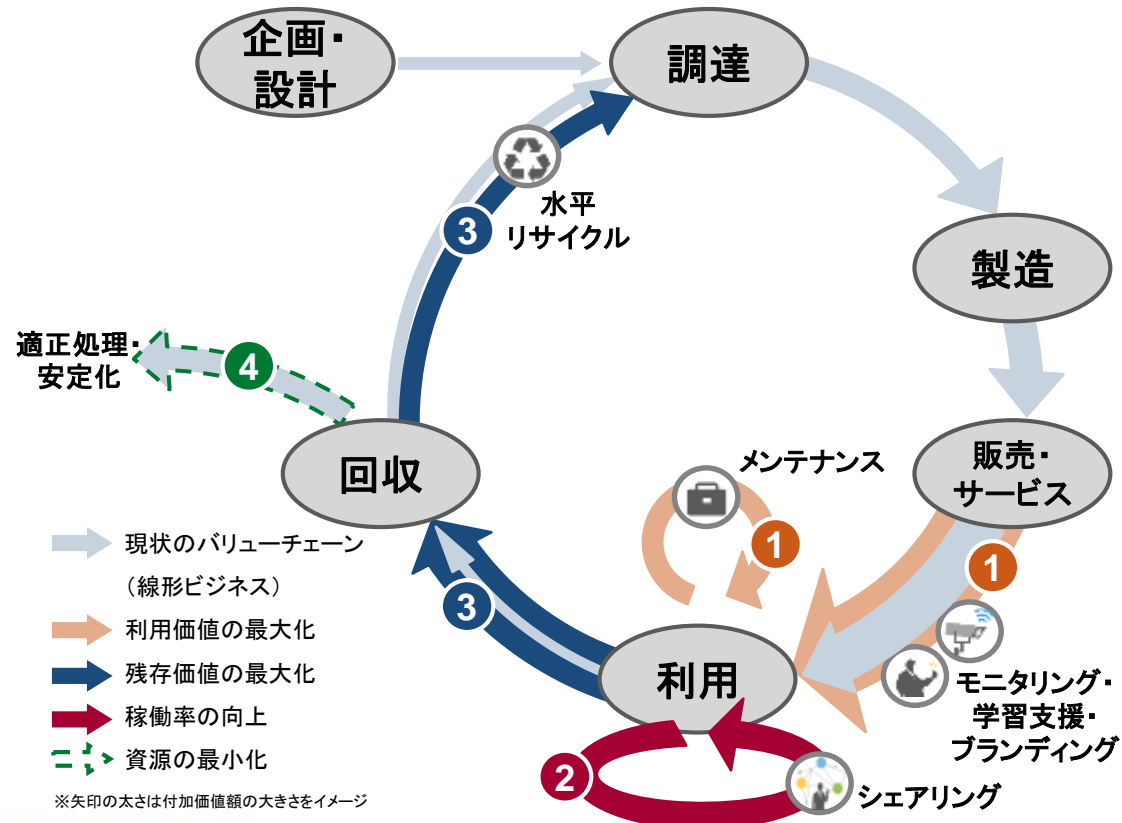 企画・
設計
調達
水平
リサイクル
3
製造
適正処理・
安定化
4
回収
メンテナンス
1
販売・
サービス
1
現状のバリューチェーン
（線形ビジネス）
利用価値の最大化
残存価値の最大化
稼働率の向上
資源の最小化
※矢印の太さは付加価値額の大きさをイメージ
3
利用
モニタリング・
学習支援・
ブランディング
2
シェアリング